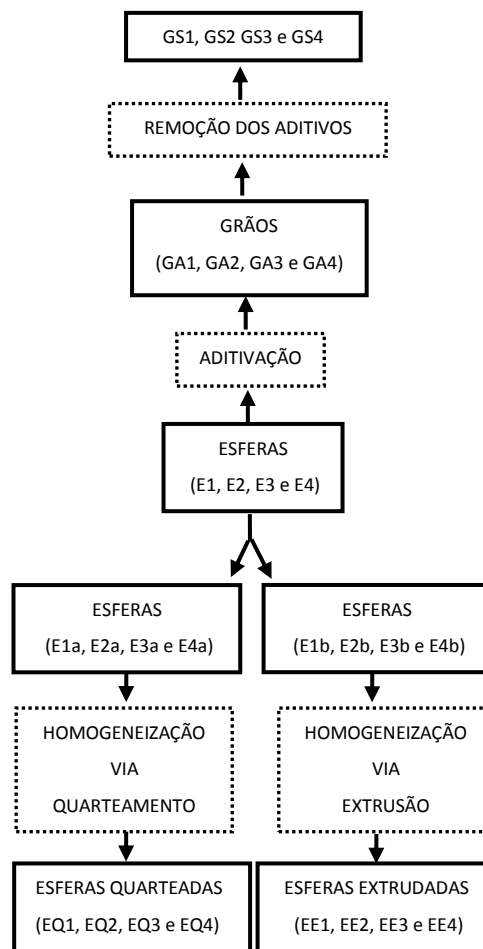 GS1, GS2 GS3 e GS4
REMOÇÃO DOS ADITIVOS
GRÃOS
(GA1, GA2, GA3 e GA4)
ADITIVAÇÃO
ESFERAS
(E1, E2, E3 e E4)
ESFERAS
(E1a, E2a, E3a e E4a)
ESFERAS
(E1b, E2b, E3b e E4b)
HOMOGENEIZAÇÃO
VIA
QUARTEAMENTO
HOMOGENEIZAÇÃO
VIA
EXTRUSÃO
ESFERAS QUARTEADAS
(EQ1, EQ2, EQ3 e EQ4)
ESFERAS EXTRUDADAS
(EE1, EE2, EE3 e EE4)